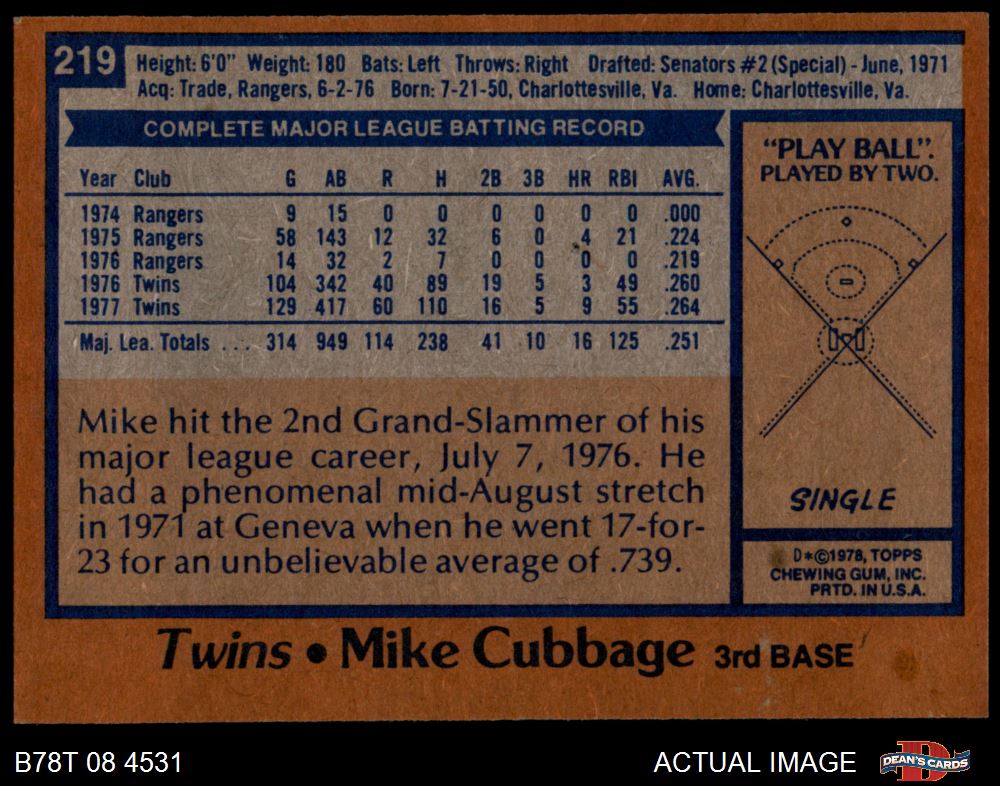 219
Height: 6'0" Weight: 180 Bats: Left Throws: Right Drafted: Senators #2 (Special) - June, 1971
Acq: Trade, Rangers, 6-2-76 Born: 7-21-50, Charlottesville, Va. Home: Charlottesville, Va.
COMPLETE MAJOR LEAGUE BATTING RECORD
Year Club G AB R H 2B 3B HR RBI AVG.
1974 Rangers 9 15 0 0 0 0 0 0 .000
1975 Rangers 58 143 12 32 6 0 4 21 .224
1976 Rangers 14 32 2 7 0 0 0 0 .219
1976 Twins 104 342 40 89 19 5 3 49 .260
1977 Twins 129 417 60 110 16 5 9 55 .264
Maj. Lea. Totals ... 314 949 114 238 41 10 16 125 .251
Mike hit the 2nd Grand-Slammer of his
major league career, July 7, 1976. He
had a phenomenal mid-August stretch
in 1971 at Geneva when he went 17-for-
23 for an unbelievable average of .739.
"PLAY BALL".
PLAYED BY TWO.
SINGLE
D*©1978, TOPPS
CHEWING GUM, INC.
PRTD. IN U.S.A.
Twins • Mike Cubbage 3rd BASE
B78T 08 4531
ACTUAL IMAGE
DEAN'S CARDS